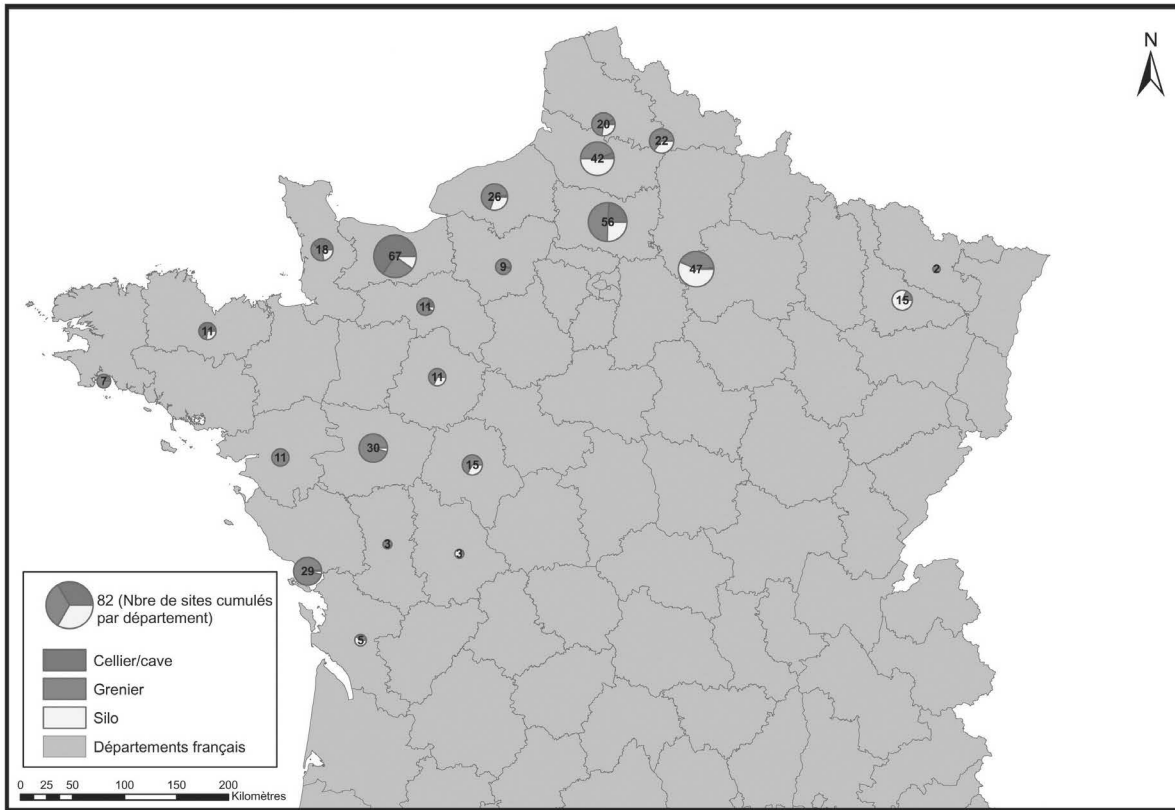 N
20
22
42
26
56
18
67
47
9
2
15
11
11
7
11
30
11
15
3
3
29
5
82 (Nbre de sites cumulés
par département)
Cellier/cave
Grenier
Silo
Départements français
0 25 50 100 150 200
Kilomètres